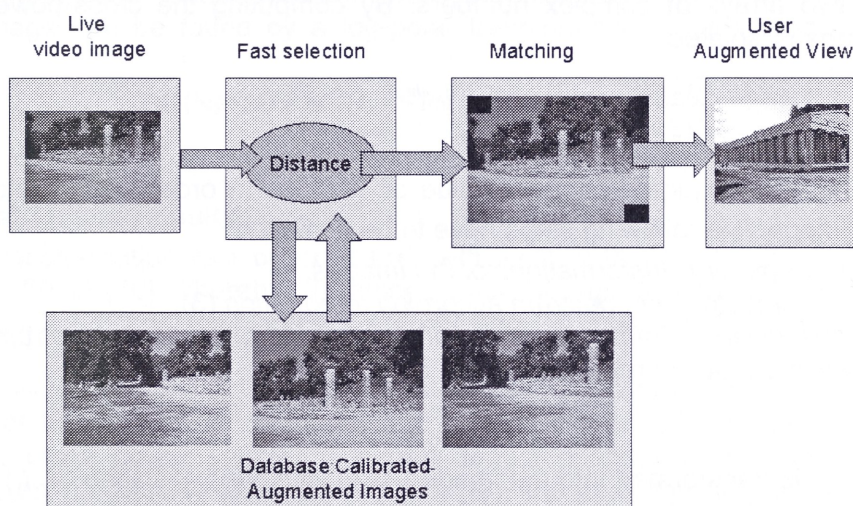 Live
video image
Fast selection
Matching
User
Augmented View
Distance
Database:Calibrated-
Augmented Images